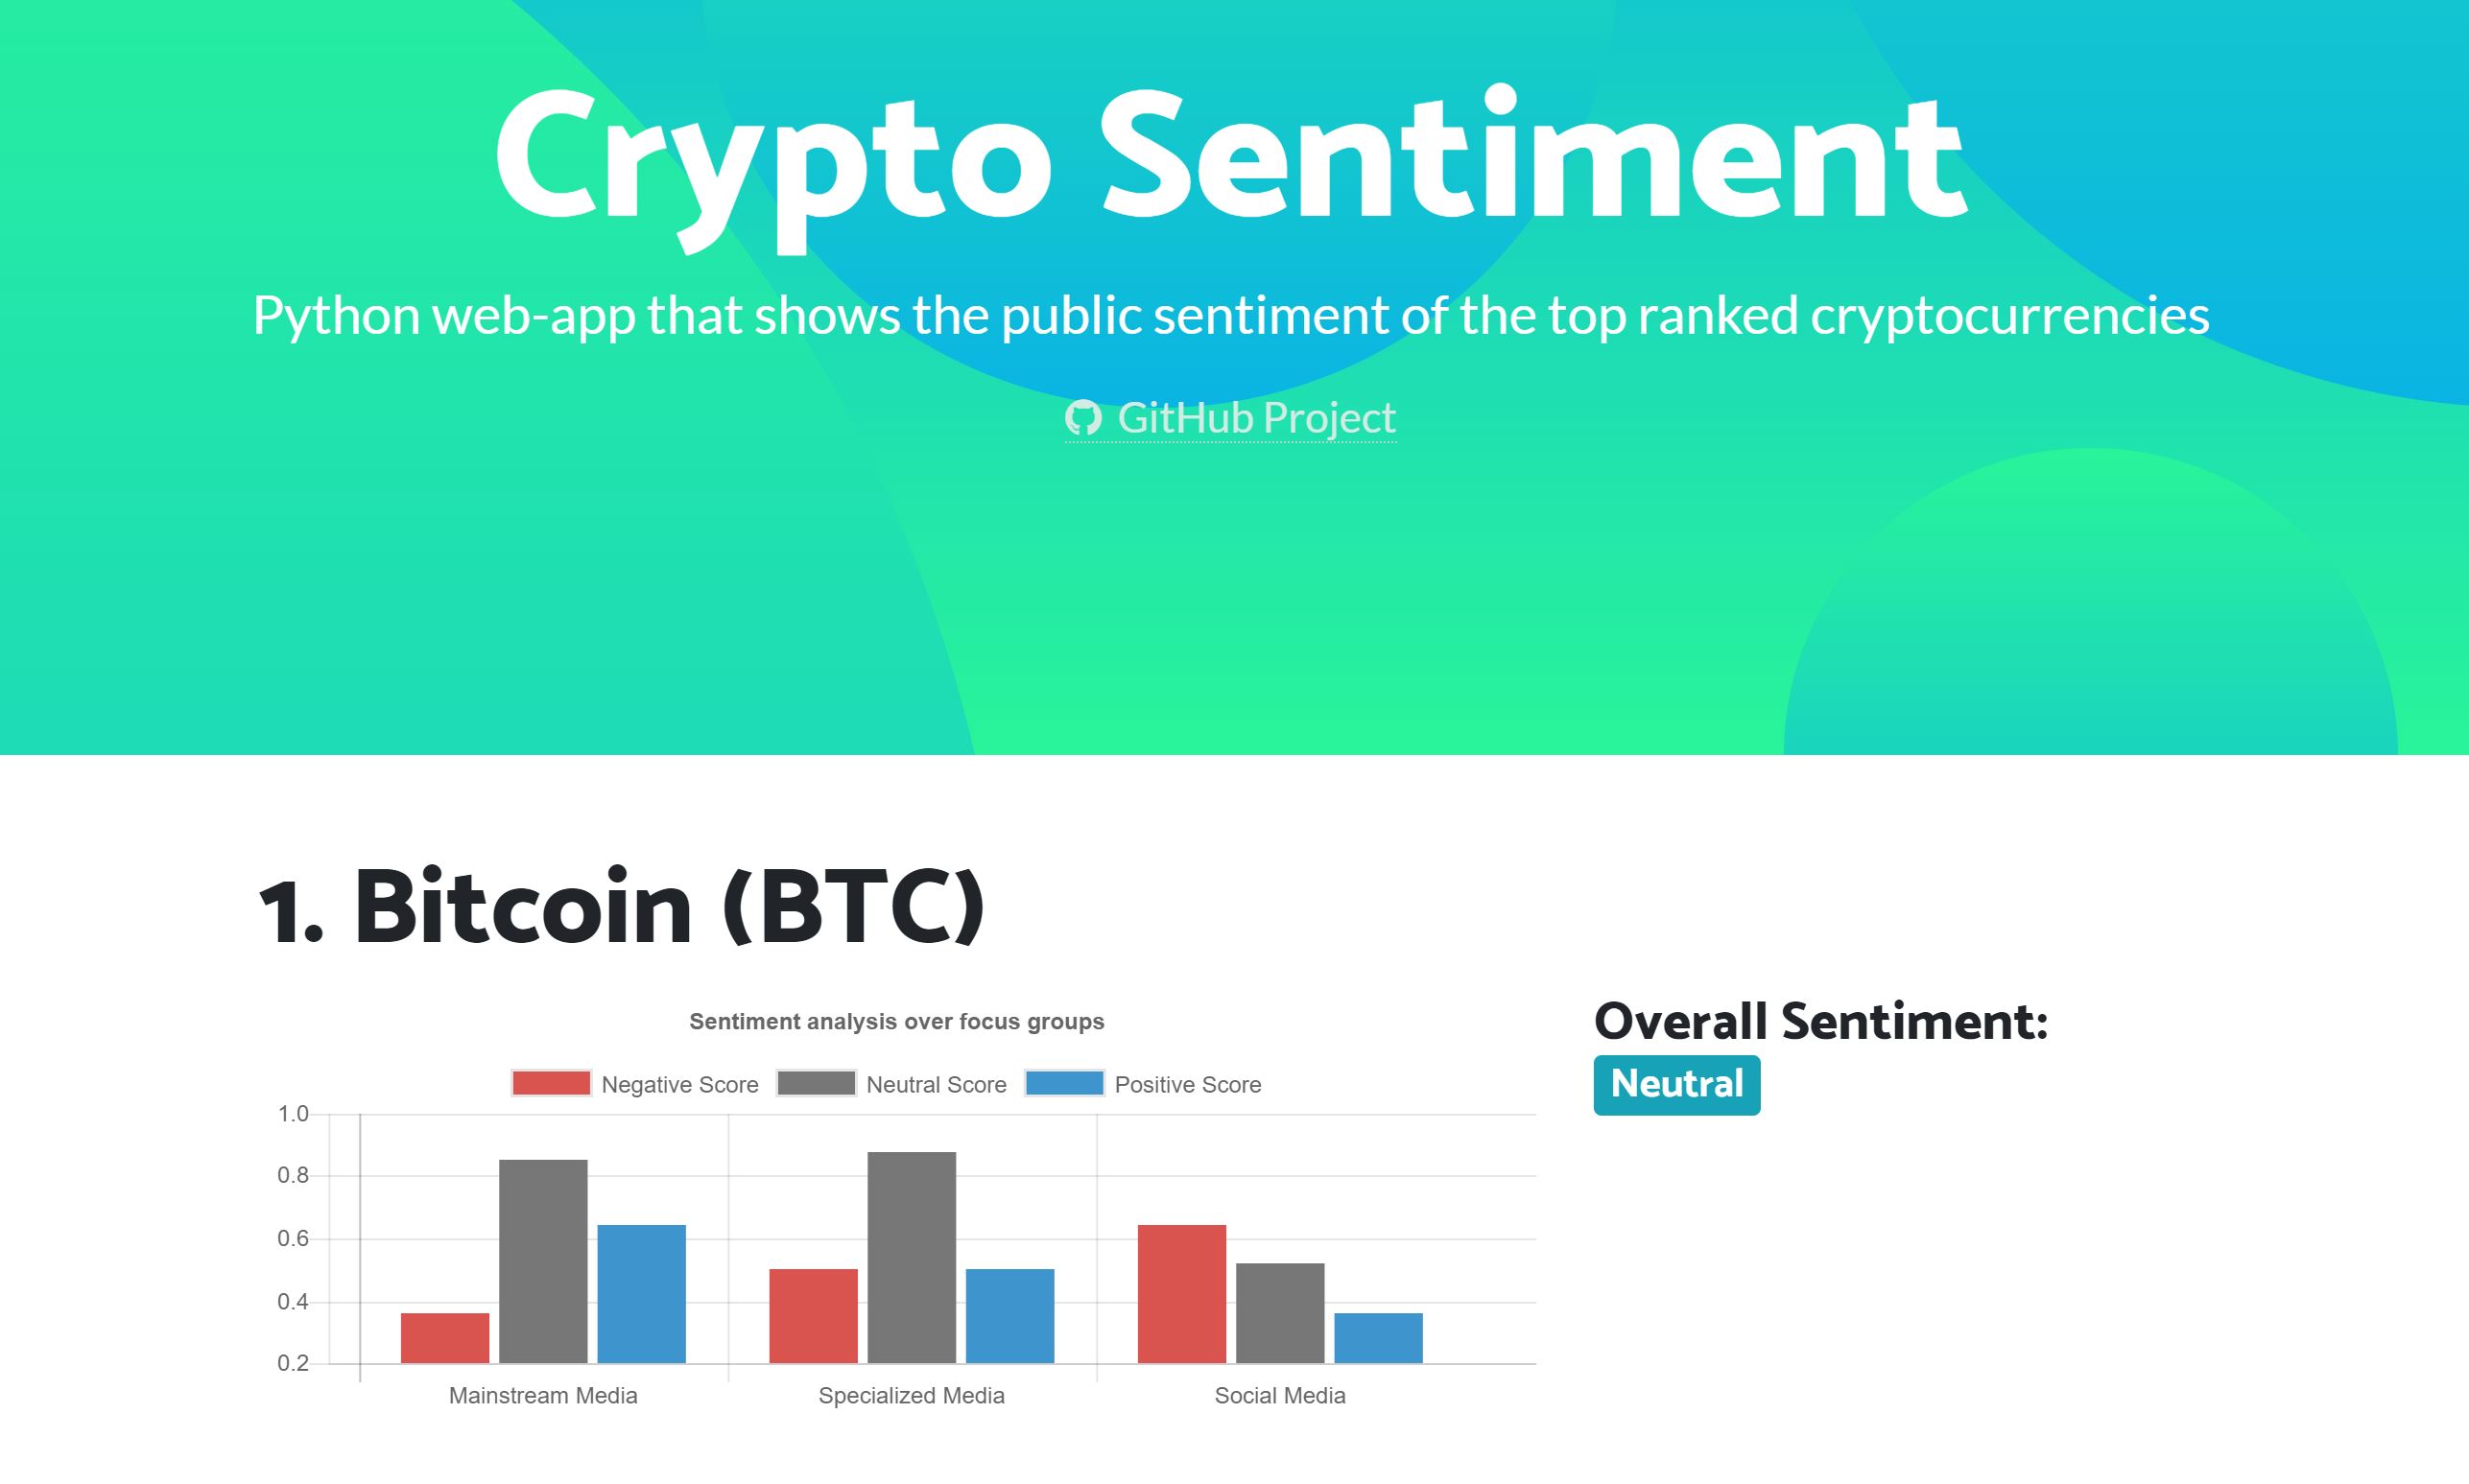 Crypto Sentiment
Python web-app that shows the public sentiment of the top ranked cryptocurrencies
GitHub Project
1. Bitcoin (BTC)
Sentiment analysis over focus groups
Negative Score Neutral Score Positive Score
1.0
0.8
0.6
0.4
0.2
Mainstream Media Specialized Media Social Media
Overall Sentiment:
Neutral